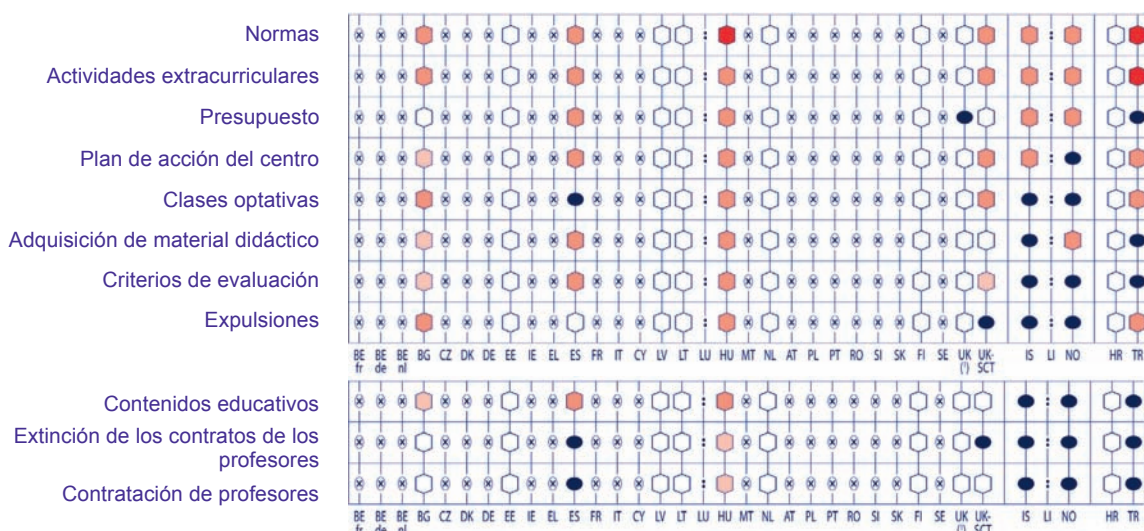 Normas
Actividades extracurriculares
Presupuesto
Plan de acción del centro
Clases optativas
Adquisición de material didáctico
Criterios de evaluación
Expulsiones
BE fr BE de BE nl BG CZ DK DE EE IE EL ES FR IT CY LV LT LU HU MT NL AT PL PT RO SI SK FI SE UK (¹) UK-SCT IS LI NO HR TR
Contenidos educativos
Extinción de los contratos de los
profesores
Contratación de profesores
BE fr BE de BE nl BG CZ DK DE EE IE EL ES FR IT CY LV LT LU HU MT NL AT PL PT RO SI SK FI SE UK (¹) UK-SCT IS LI NO HR TR